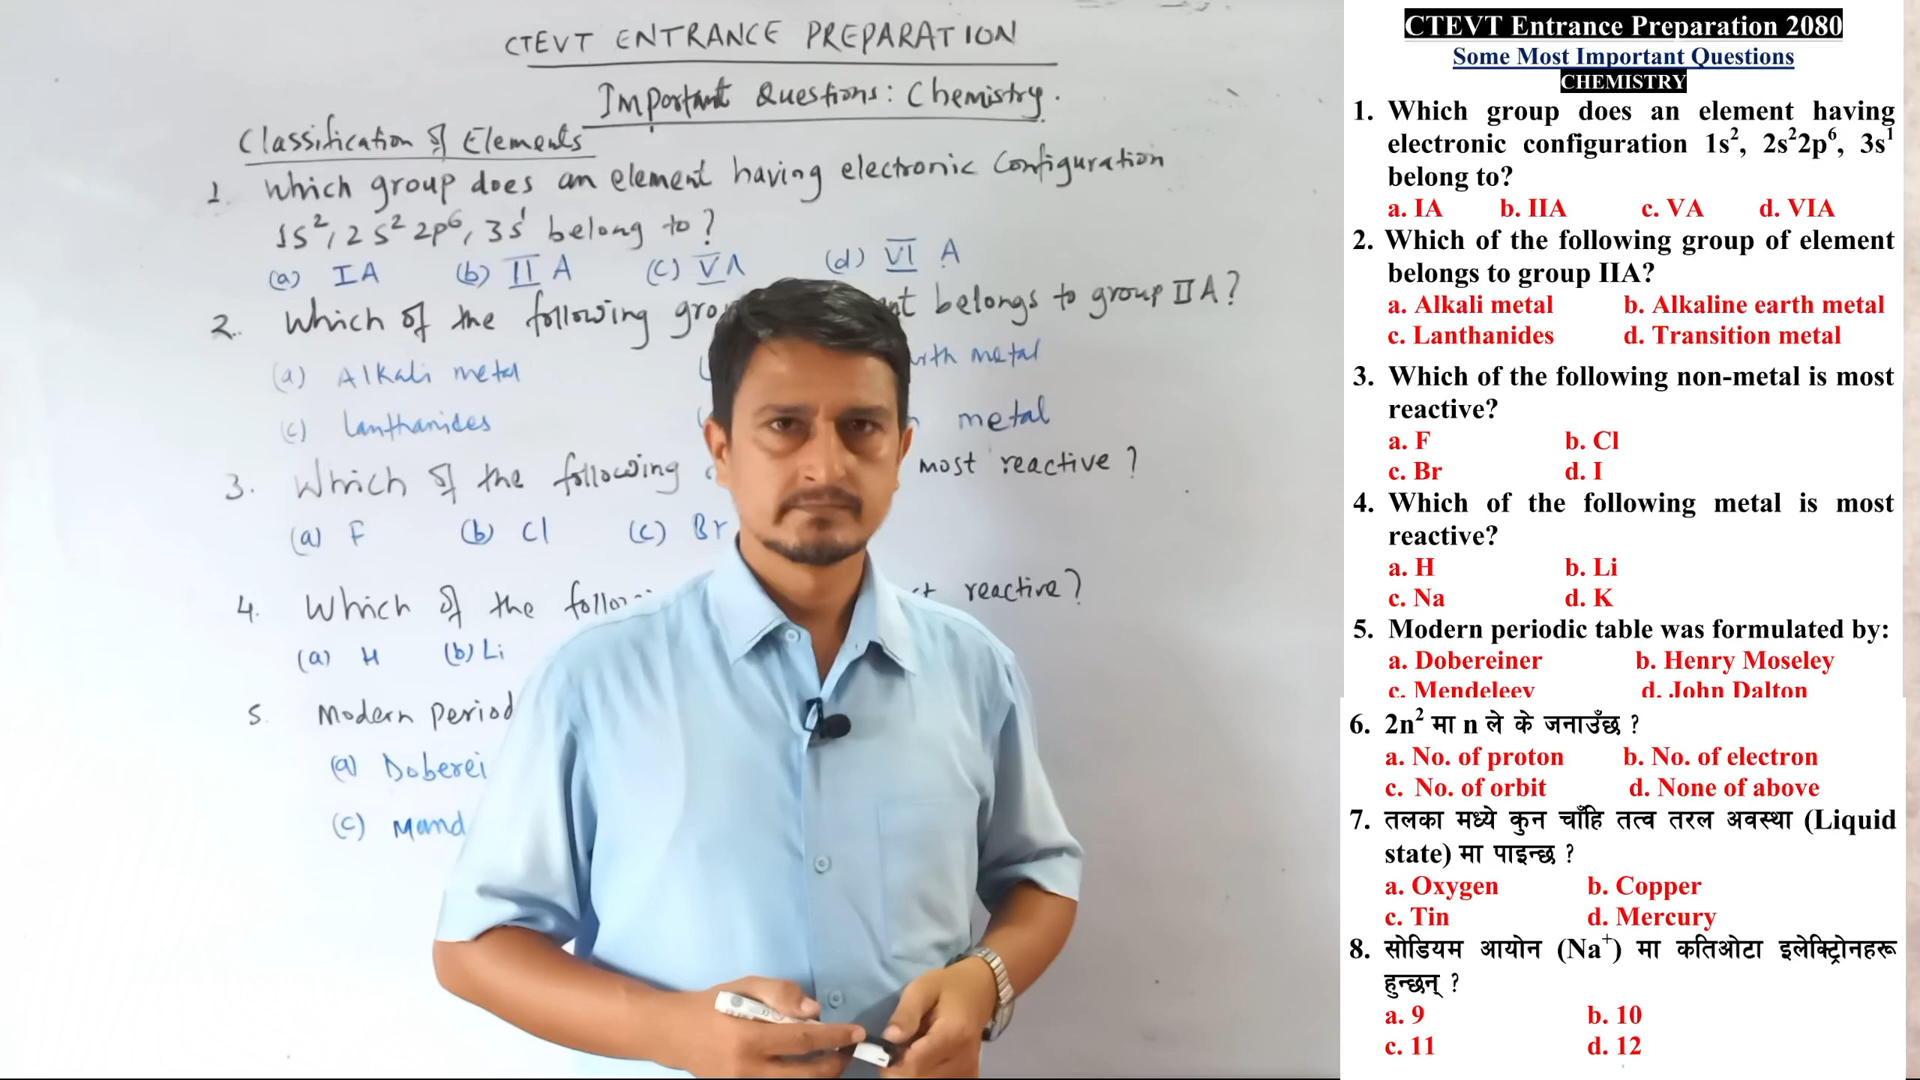 CTEVT ENTRANCE PREPARATION
Important Questions: Chemistry.
Classification of Elements
1. Which group does an element having electronic configuration
1s², 2s² 2p⁶, 3s¹ belong to?
(a) IA (b) II A (c) VA (d) VI A
2. Which of the following belongs to group II A?
(a) Alkali metal metal
(c) Lanthanides metal
3. Which of the following most reactive?
(a) F (b) Cl (c) Br
4. Which of the reactive?
(a) H (b) Li
5. Modern
(a)
(c)
CTEVT Entrance Preparation 2080
Some Most Important Questions
CHEMISTRY
1. Which group does an element having
electronic configuration 1s², 2s²2p⁶, 3s¹
belong to?
a. IA b. IIA c. VA d. VIA
2. Which of the following group of element
belongs to group IIA?
a. Alkali metal b. Alkaline earth metal
c. Lanthanides d. Transition metal
3. Which of the following non-metal is most
reactive?
a. F b. Cl
c. Br d. I
4. Which of the following metal is most
reactive?
a. H b. Li
c. Na d. K
5. Modern periodic table was formulated by:
a. Dobereiner b. Henry Moseley
c. Mendeleev d. John Dalton
6. 2n² मा n ले के जनाउँछ ?
a. No. of proton b. No. of electron
c. No. of orbit d. None of above
7. तलका मध्ये कुन चाँहि तत्व तरल अवस्था (Liquid
state) मा पाइन्छ ?
a. Oxygen b. Copper
c. Tin d. Mercury
8. सोडियम आयोन (Na⁺) मा कतिओटा इलेक्ट्रोनहरू
हुन्छन् ?
a. 9 b. 10
c. 11 d. 12